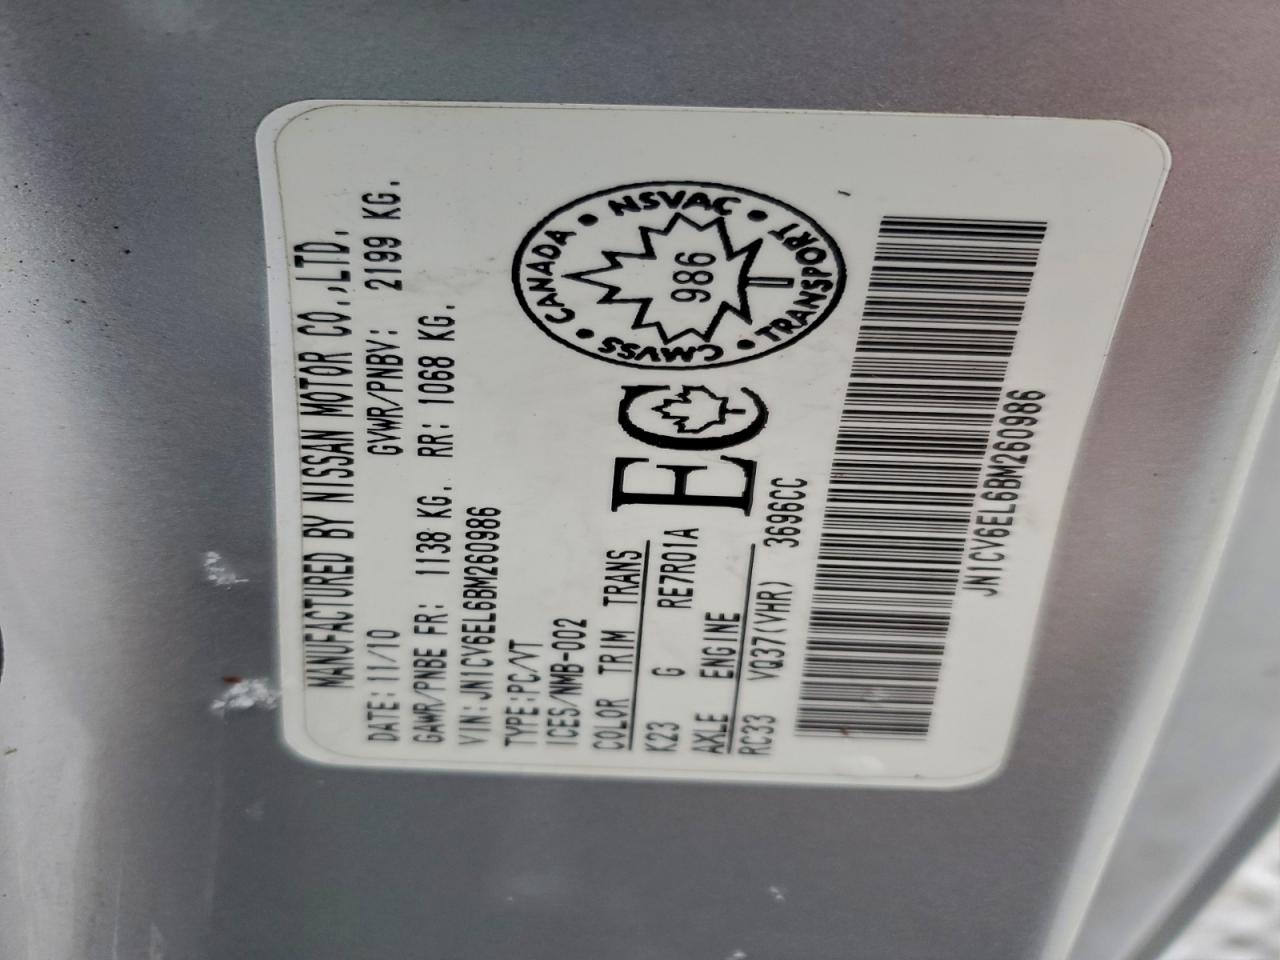 MANUFACTURED BY NISSAN MOTOR CO.,LTD.
DATE:11/10 GVWR/PNBV: 2199 KG.
GAWR/PNBE FR: 1138 KG. RR: 1068 KG.
VIN:JN1CV6EL6BM260986
TYPE:PC/VT
ICES/NMB-002
COLOR TRIM TRANS
K23 G RE7R01A
AXLE ENGINE
RC33 VQ37(VHR) 3696CC
EC
CANADA • NSVAC • TRANSPORT • CMVSS •
986
JN1CV6EL6BM260986